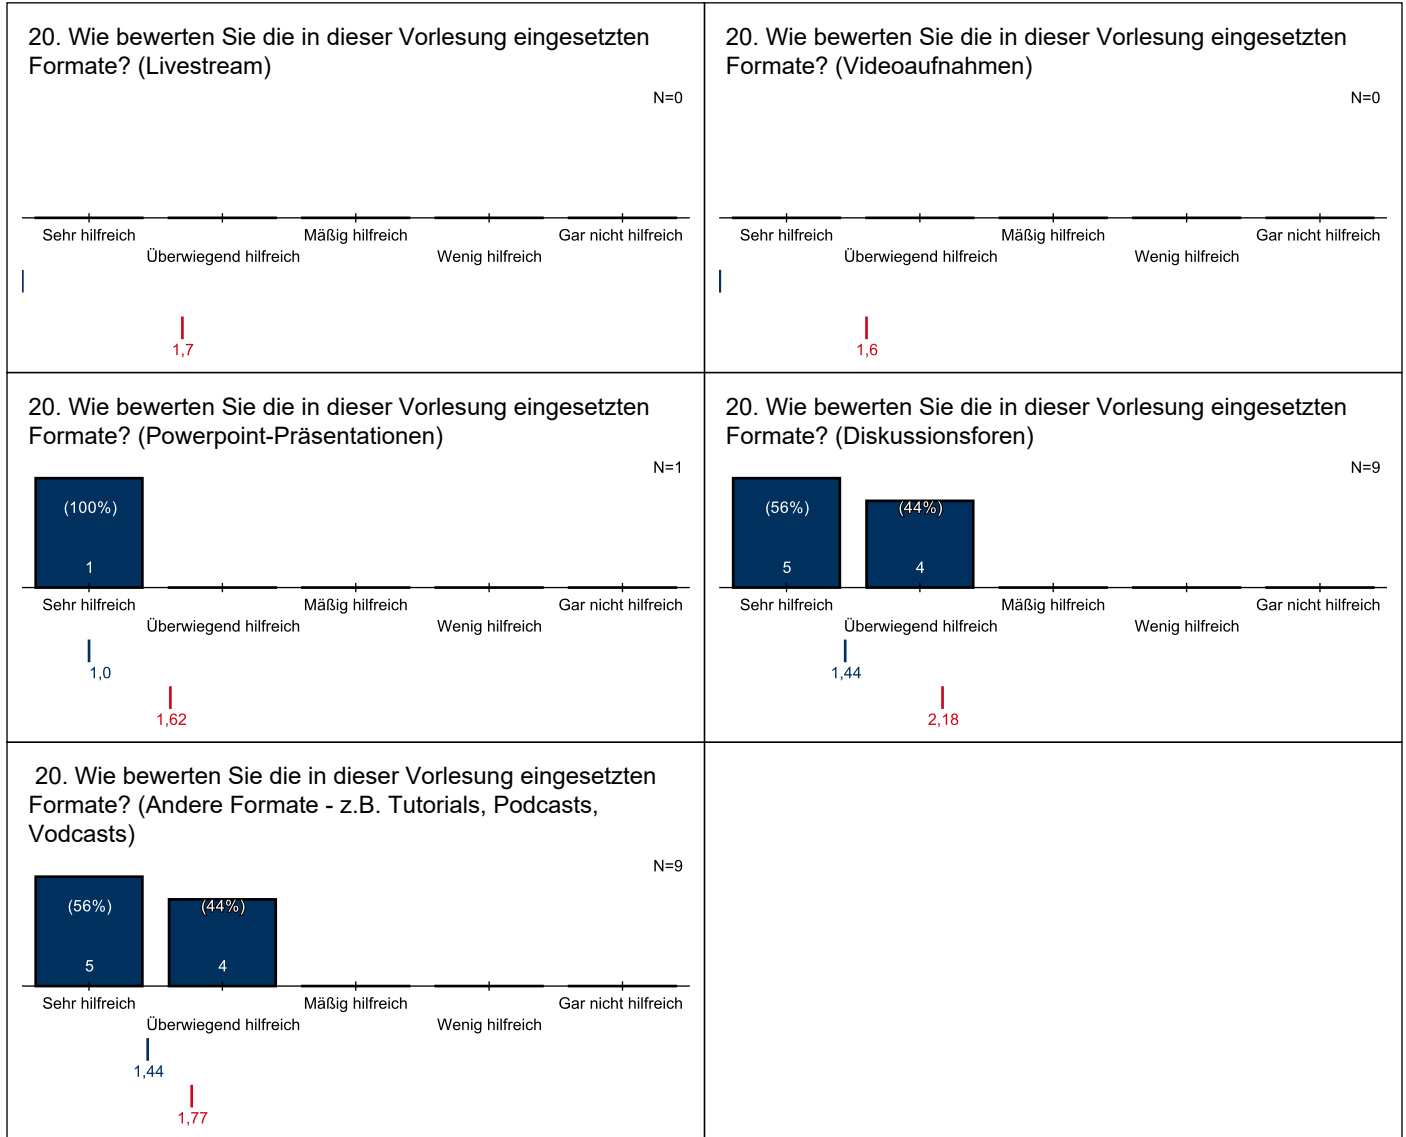 20. Wie bewerten Sie die in dieser Vorlesung eingesetzten
Formate? (Livestream)
N=0
Sehr hilfreich
Mäßig hilfreich
Gar nicht hilfreich
Überwiegend hilfreich
Wenig hilfreich
1,7
20. Wie bewerten Sie die in dieser Vorlesung eingesetzten
Formate? (Videoaufnahmen)
N=0
Sehr hilfreich
Mäßig hilfreich
Gar nicht hilfreich
Überwiegend hilfreich
Wenig hilfreich
1,6
20. Wie bewerten Sie die in dieser Vorlesung eingesetzten
Formate? (Powerpoint-Präsentationen)
N=1
(100%)
1
Sehr hilfreich
Mäßig hilfreich
Gar nicht hilfreich
Überwiegend hilfreich
Wenig hilfreich
1,0
1,62
20. Wie bewerten Sie die in dieser Vorlesung eingesetzten
Formate? (Diskussionsforen)
N=9
(56%)
(44%)
5
4
Sehr hilfreich
Mäßig hilfreich
Gar nicht hilfreich
Überwiegend hilfreich
Wenig hilfreich
1,44
2,18
20. Wie bewerten Sie die in dieser Vorlesung eingesetzten
Formate? (Andere Formate - z.B. Tutorials, Podcasts,
Vodcasts)
N=9
(56%)
(44%)
5
4
Sehr hilfreich
Mäßig hilfreich
Gar nicht hilfreich
Überwiegend hilfreich
Wenig hilfreich
1,44
1,77